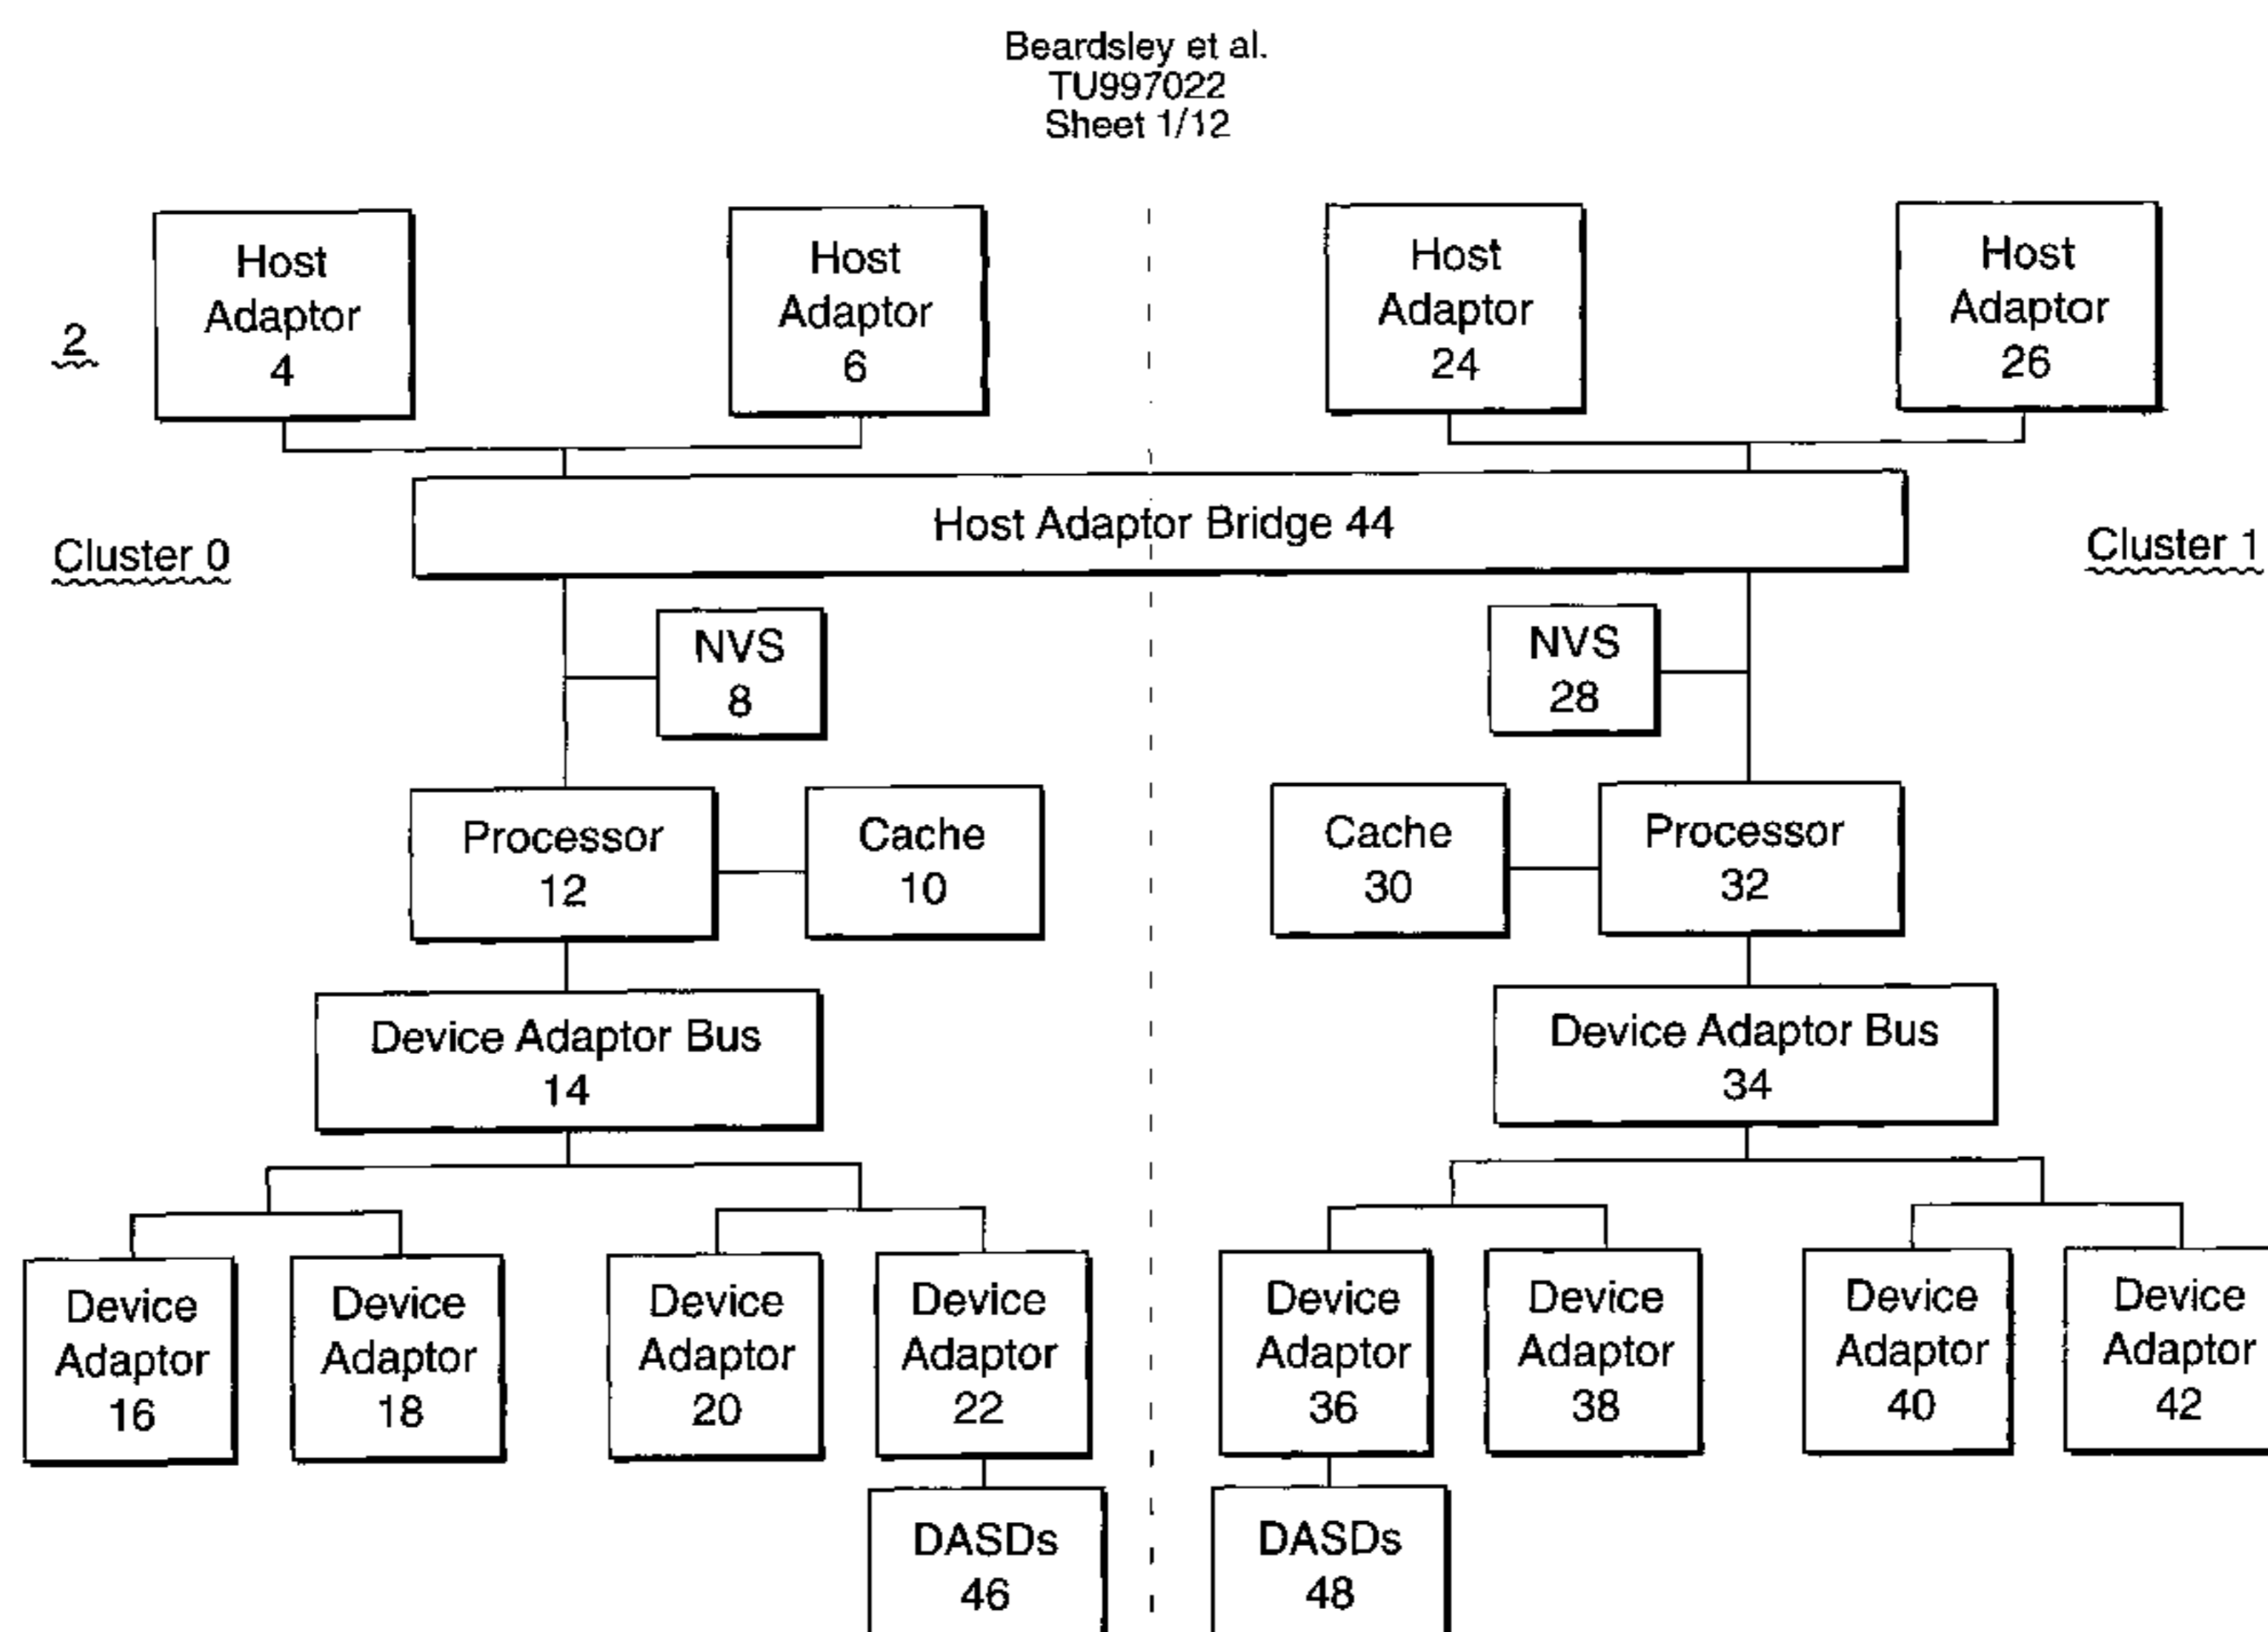 Beardsley et al.
TU997022
Sheet 1/12
2
Host
Adaptor
4
Host
Adaptor
6
Host
Adaptor
24
Host
Adaptor
26
Host Adaptor Bridge 44
Cluster 0
Cluster 1
NVS
8
NVS
28
Processor
12
Cache
10
Cache
30
Processor
32
Device Adaptor Bus
14
Device Adaptor Bus
34
Device
Adaptor
16
Device
Adaptor
18
Device
Adaptor
20
Device
Adaptor
22
Device
Adaptor
36
Device
Adaptor
38
Device
Adaptor
40
Device
Adaptor
42
DASDs
46
DASDs
48